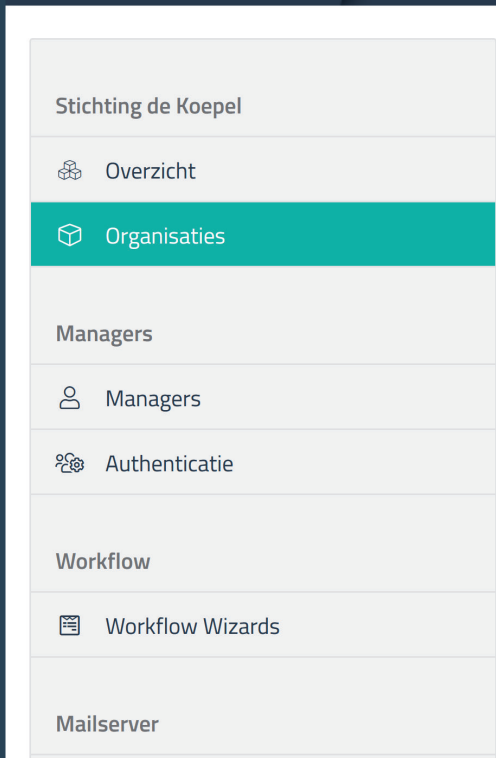 Stichting de Koepel
Overzicht
Organisaties
Managers
Managers
Authenticatie
Workflow
Workflow Wizards
Mailserver